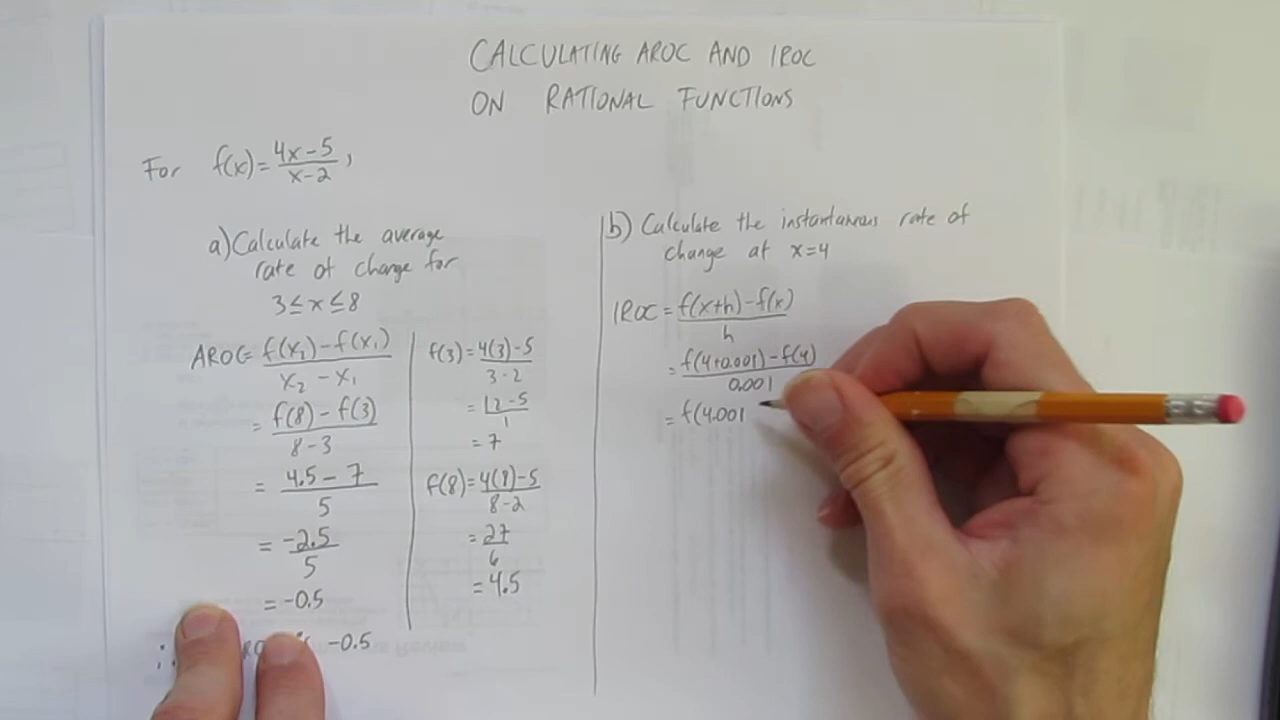 CALCULATING AROC AND IROC
ON RATIONAL FUNCTIONS
For f(x) = (4x-5)/(x-2),
a) Calculate the average
rate of change for
3 ≤ x ≤ 8
AROC = (f(x₂) - f(x₁))/(x₂ - x₁)
= (f(8) - f(3))/(8 - 3)
= (4.5 - 7)/5
= -2.5/5
= -0.5
∴ -0.5
f(3) = (4(3) - 5)/(3 - 2)
= (12 - 5)/1
= 7
f(8) = (4(8) - 5)/(8 - 2)
= 27/6
= 4.5
b) Calculate the instantaneous rate of
change at x=4
IROC = (f(x+h) - f(x))/h
= (f(4+0.001) - f(4))/0.001
= f(4.001